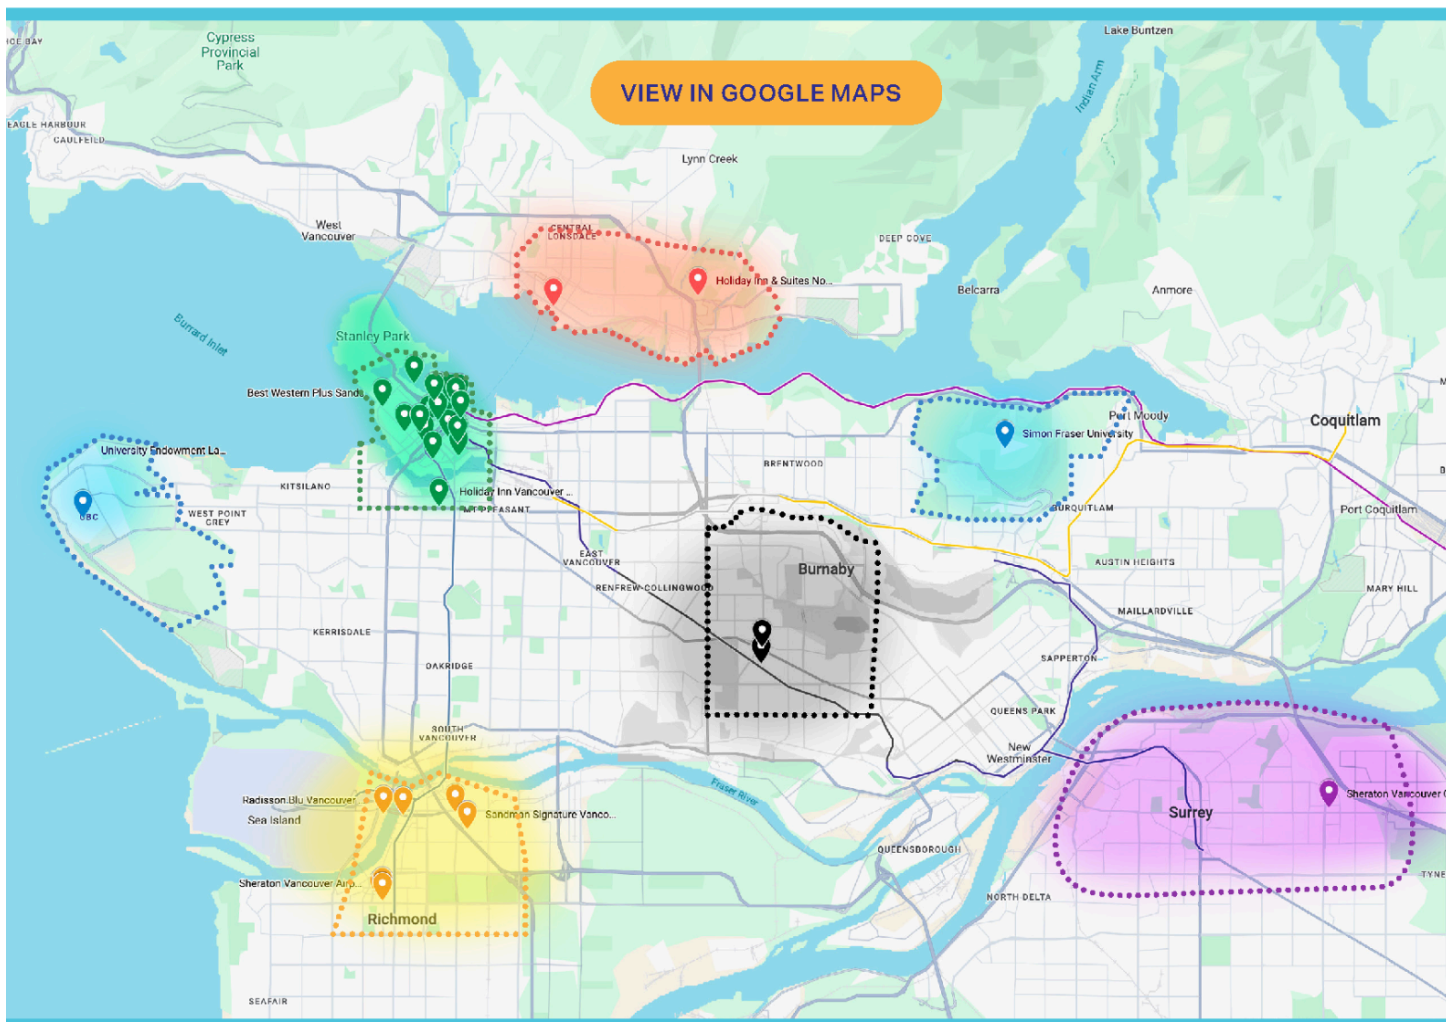 Lake Buntzen
ICE BAY
Cypress
Provincial
Park
VIEW IN GOOGLE MAPS
Indian Arm
EAGLE HARBOUR
CAULFEILD
Lynn Creek
West
Vancouver
CENTRAL
LONSDALE
DEEP COVE
Holiday Inn & Suites No...
Belcarra
Anmore
Burrard Inlet
Stanley Park
Best Western Plus Sands
Port Moody
Coquitlam
Simon Fraser University
University Endowment La...
BRENTWOOD
KITSILANO
Holiday Inn Vancouver ...
UBC
WEST POINT
GREY
MT PLEASANT
BURQUITLAM
Port Coquitlam
EAST
VANCOUVER
Burnaby
AUSTIN HEIGHTS
RENFREW-COLLINGWOOD
MARY HILL
MAILLARDVILLE
KERRISDALE
OAKRIDGE
SAPPERTON
QUEENS PARK
SOUTH
VANCOUVER
New
Westminster
Fraser River
Radisson Blu Vancouver
Sea Island
Sandman Signature Vanco...
Surrey
Sheraton Vancouver G
QUEENSBOROUGH
Sheraton Vancouver Airp...
TYNE
NORTH DELTA
Richmond
SEAFAIR